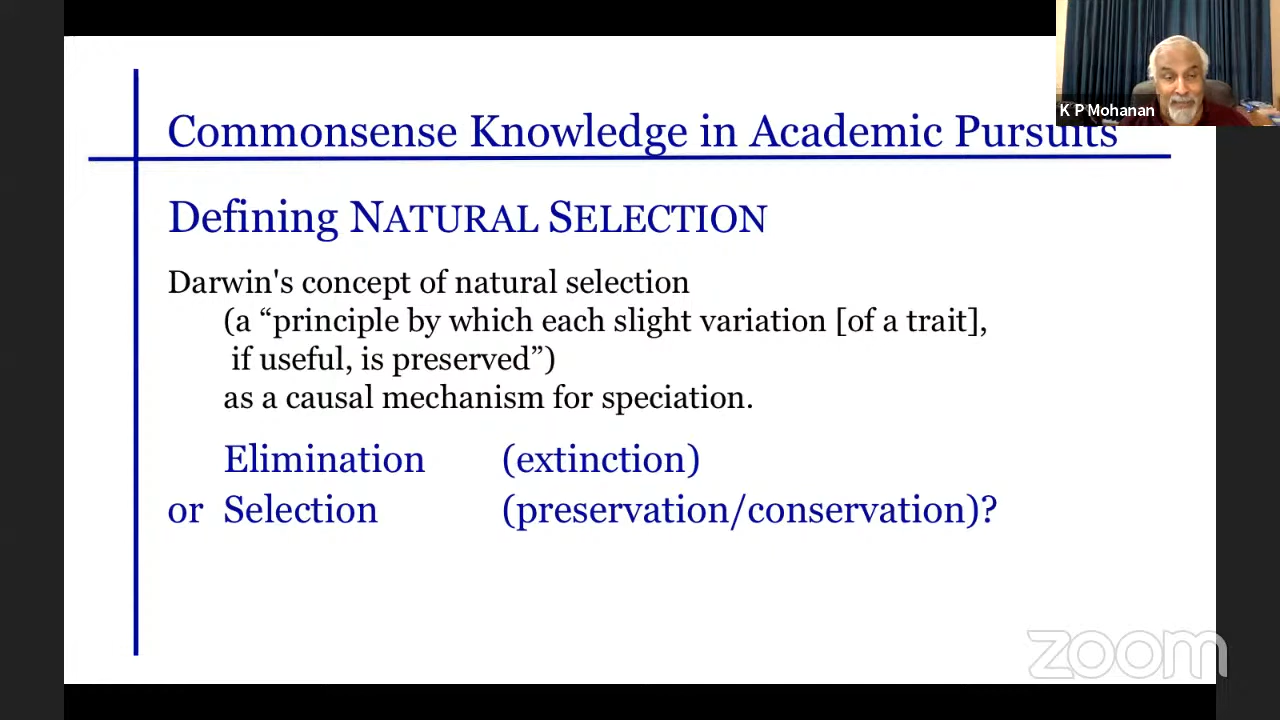 Commonsense Knowledge in Academic Pursuits
K P Mohanan
Defining NATURAL SELECTION
Darwin's concept of natural selection
(a “principle by which each slight variation [of a trait],
if useful, is preserved”)
as a causal mechanism for speciation.
Elimination (extinction)
or Selection (preservation/conservation)?
zoom